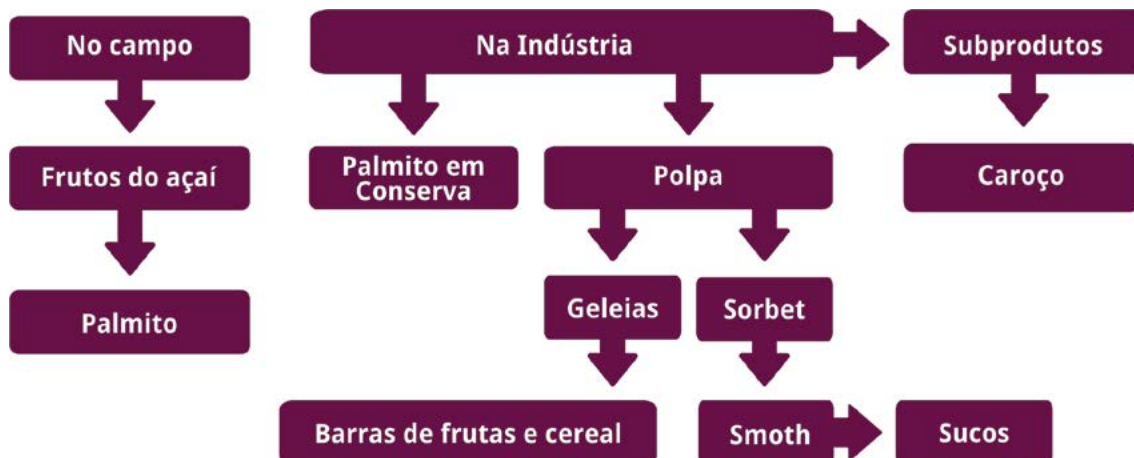 No campo
Na Indústria
Subprodutos
Frutos do açaí
Palmito em
Conserva
Polpa
Caroço
Palmito
Geleias
Sorbet
Barras de frutas e cereal
Smoth
Sucos